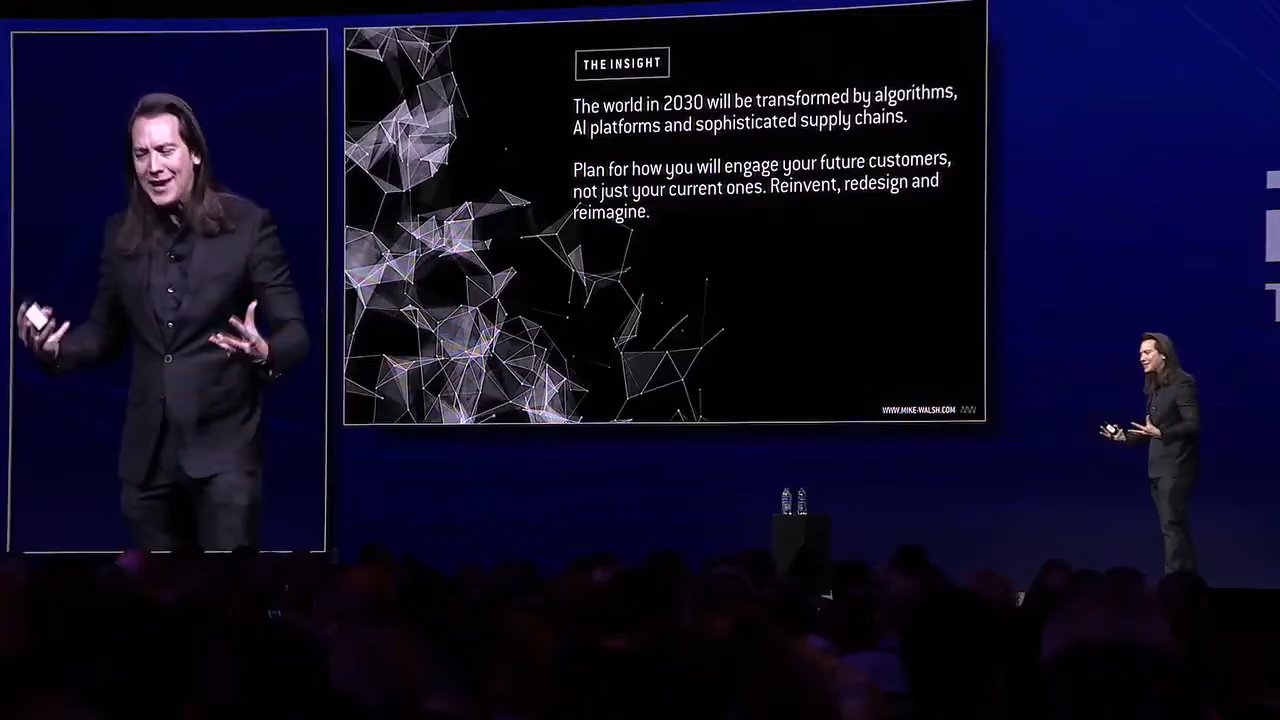 THE INSIGHT
The world in 2030 will be transformed by algorithms,
AI platforms and sophisticated supply chains.
Plan for how you will engage your future customers,
not just your current ones. Reinvent, redesign and
reimagine.
WWW.MIKE-WALSH.COM